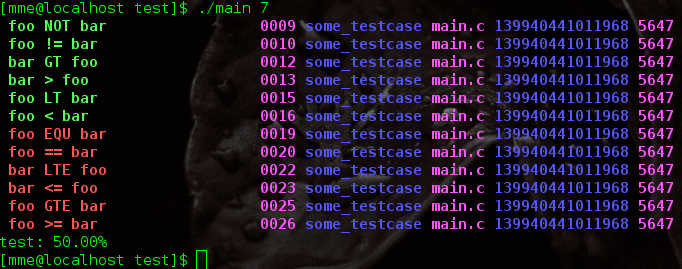 [mme@localhost test]$ ./main 7
foo NOT bar 0009 some_testcase main.c 139940441011968 5647
foo != bar 0010 some_testcase main.c 139940441011968 5647
bar GT foo 0012 some_testcase main.c 139940441011968 5647
bar > foo 0013 some_testcase main.c 139940441011968 5647
foo LT bar 0015 some_testcase main.c 139940441011968 5647
foo < bar 0016 some_testcase main.c 139940441011968 5647
foo EQU bar 0019 some_testcase main.c 139940441011968 5647
foo == bar 0020 some_testcase main.c 139940441011968 5647
bar LTE foo 0022 some_testcase main.c 139940441011968 5647
bar <= foo 0023 some_testcase main.c 139940441011968 5647
foo GTE bar 0025 some_testcase main.c 139940441011968 5647
foo >= bar 0026 some_testcase main.c 139940441011968 5647
test: 50.00%
[mme@localhost test]$